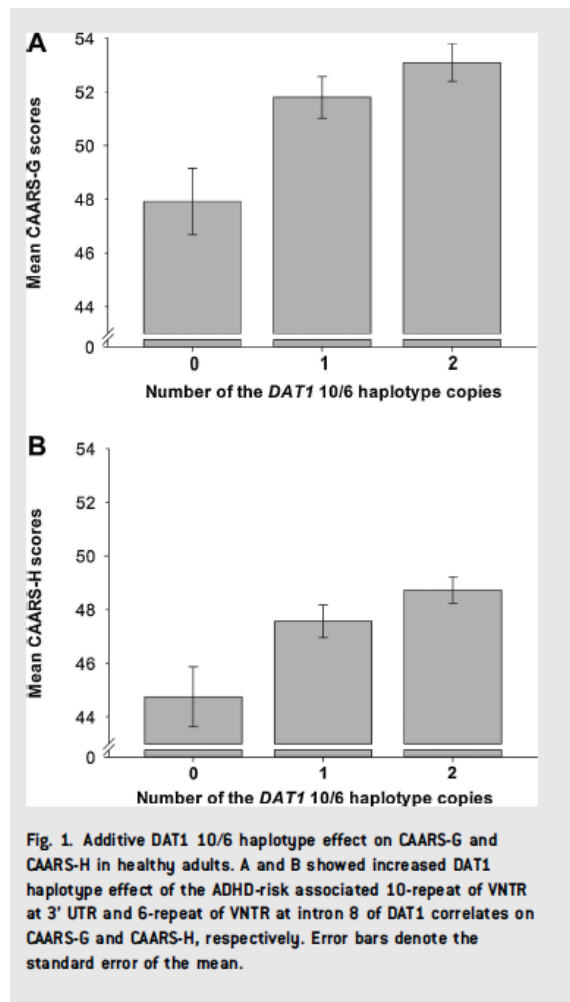 A
54
52
50
48
46
44
0
Mean CAARS-G scores
0 1 2
Number of the DAT1 10/6 haplotype copies
B
54
52
50
48
46
44
0
Mean CAARS-H scores
0 1 2
Number of the DAT1 10/6 haplotype copies
Fig. 1. Additive DAT1 10/6 haplotype effect on CAARS-G and
CAARS-H in healthy adults. A and B showed increased DAT1
haplotype effect of the ADHD-risk associated 10-repeat of VNTR
at 3' UTR and 6-repeat of VNTR at intron 8 of DAT1 correlates on
CAARS-G and CAARS-H, respectively. Error bars denote the
standard error of the mean.